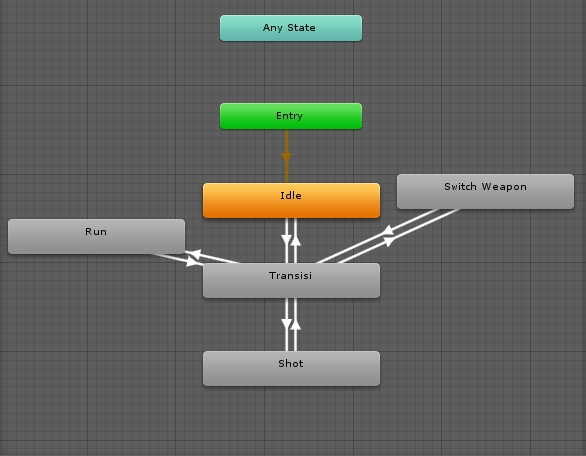 Any State
Entry
Idle
Switch Weapon
Run
Transisi
Shot